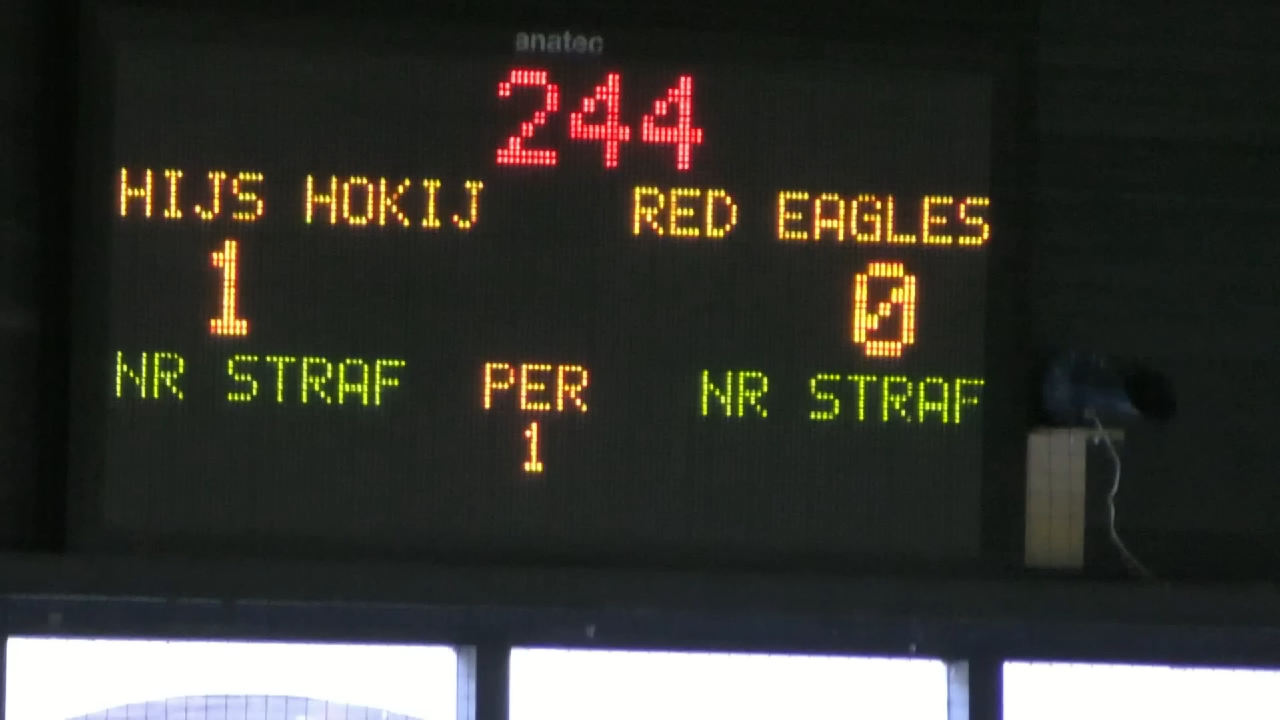 anatec
244
HIJS HOKIJ RED EAGLES
1 0
NR STRAF PER NR STRAF
1